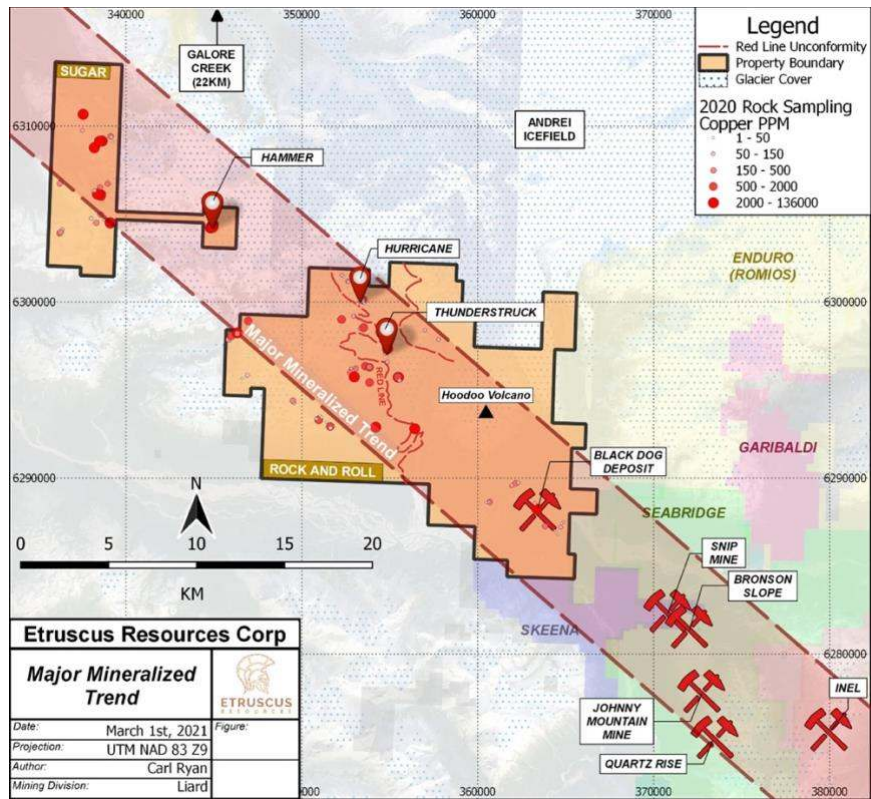 340000
350000
360000
370000
Legend
Red Line Unconformity
Property Boundary
Glacier Cover
2020 Rock Sampling
Copper PPM
1 - 50
50 - 150
150 - 500
500 - 2000
2000 - 136000
GALORE
CREEK
(22KM)
SUGAR
ANDREI
ICEFIELD
6310000
6310000
HAMMER
HURRICANE
ENDURO
(ROMIOS)
6300000
6300000
THUNDERSTRUCK
Major Mineralized Trend
RED LINE
Hoodoo Volcano
BLACK DOG
DEPOSIT
GARIBALDI
ROCK AND ROLL
6290000
6290000
N
SEABRIDGE
0 5 10 15 20
KM
SNIP
MINE
BRONSON
SLOPE
SKEENA
6280000
6280000
JOHNNY
MOUNTAIN
MINE
INEL
QUARTZ RISE
Etruscus Resources Corp
Major Mineralized
Trend
ETRUSCUS
RESOURCES
Date: March 1st, 2021
Figure:
Projection: UTM NAD 83 Z9
Author: Carl Ryan
Mining Division: Liard
350000
360000
370000
380000